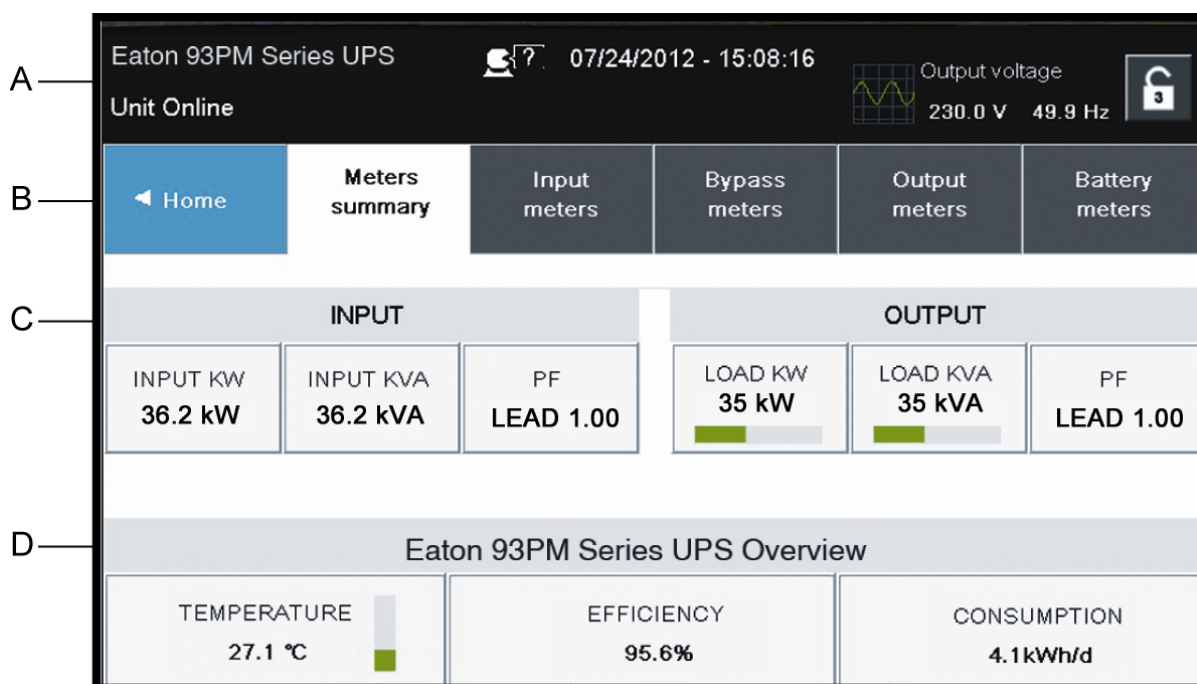 A
Eaton 93PM Series UPS
?
07/24/2012 - 15:08:16
Unit Online
Output voltage
230.0 V 49.9 Hz
3
B
Home
Meters
summary
Input
meters
Bypass
meters
Output
meters
Battery
meters
C
INPUT
OUTPUT
INPUT KW
36.2 kW
INPUT KVA
36.2 kVA
PF
LEAD 1.00
LOAD KW
35 kW
LOAD KVA
35 kVA
PF
LEAD 1.00
D
Eaton 93PM Series UPS Overview
TEMPERATURE
27.1 °C
EFFICIENCY
95.6%
CONSUMPTION
4.1kWh/d